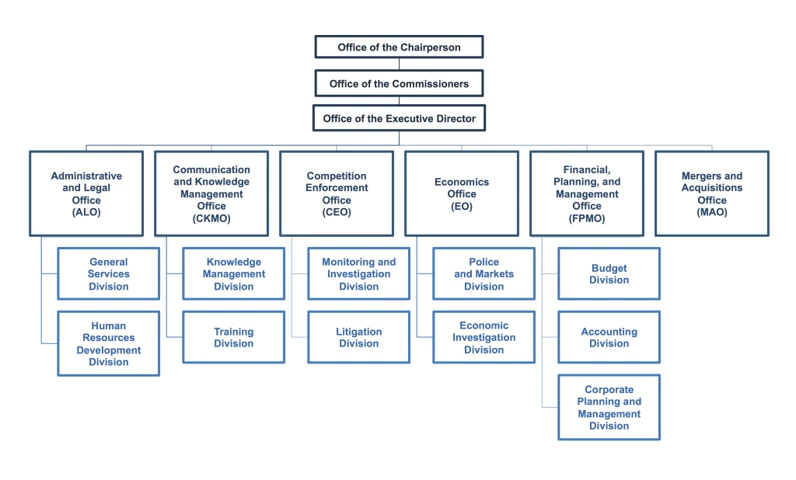 Office of the Chairperson
Office of the Commissioners
Office of the Executive Director
Administrative
and Legal
Office
(ALO)
Communication
and Knowledge
Management
Office
(CKMO)
Competition
Enforcement
Office
(CEO)
Economics
Office
(EO)
Financial,
Planning, and
Management
Office
(FPMO)
Mergers and
Acquisitions
Office
(MAO)
General
Services
Division
Knowledge
Management
Division
Monitoring and
Investigation
Division
Police
and Markets
Division
Budget
Division
Human
Resources
Development
Division
Training
Division
Litigation
Division
Economic
Investigation
Division
Accounting
Division
Corporate
Planning and
Management
Division